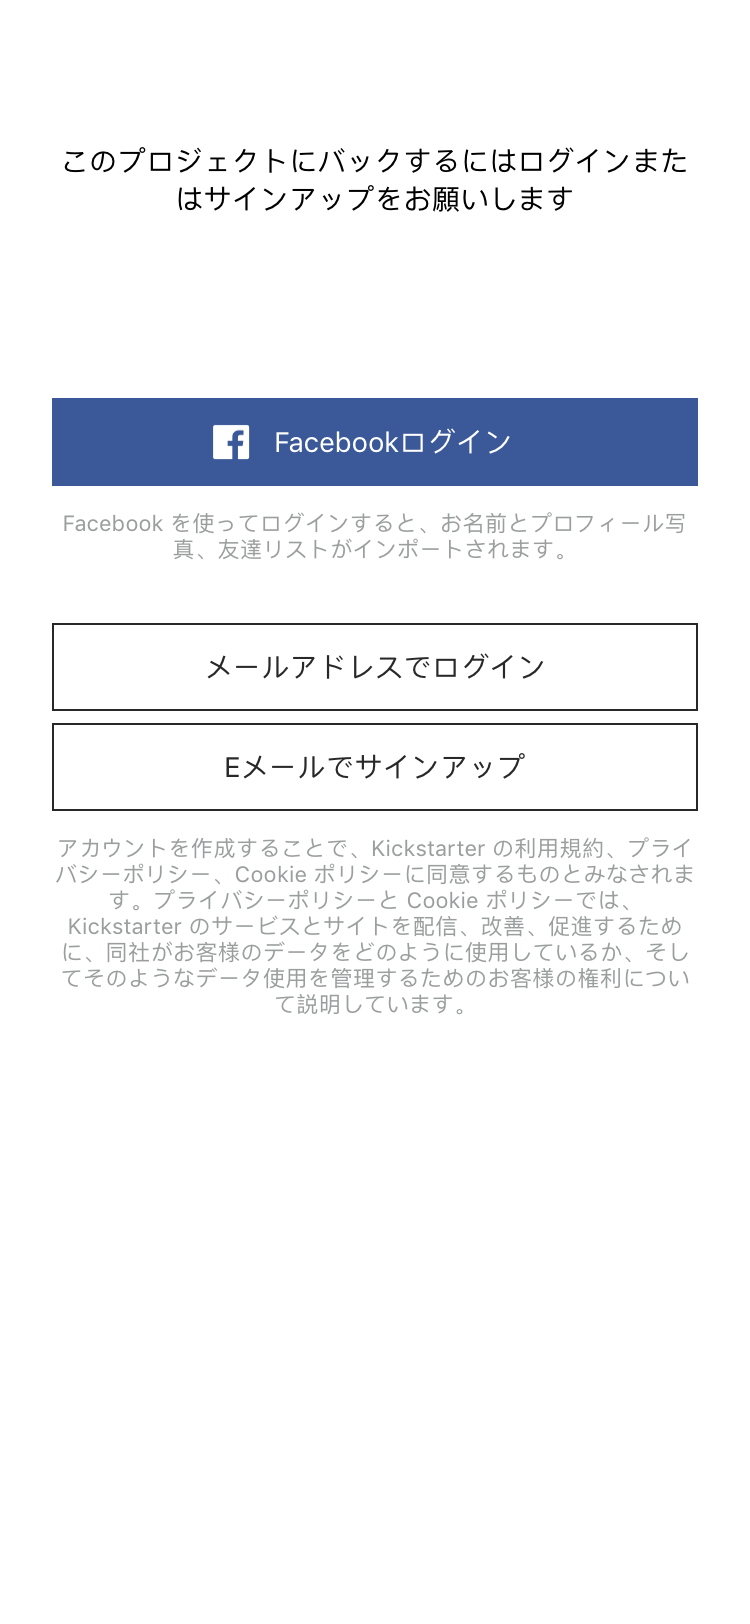 このプロジェクトにバックするにはログインまた
はサインアップをお願いします
Facebookログイン
Facebook を使ってログインすると、お名前とプロフィール写
真、友達リストがインポートされます。
メールアドレスでログイン
Eメールでサインアップ
アカウントを作成することで、Kickstarter の利用規約、プライ
バシーポリシー、Cookie ポリシーに同意するものとみなされま
す。プライバシーポリシーと Cookie ポリシーでは、
Kickstarter のサービスとサイトを配信、改善、促進するため
に、同社がお客様のデータをどのように使用しているか、そし
てそのようなデータ使用を管理するためのお客様の権利につい
て説明しています。